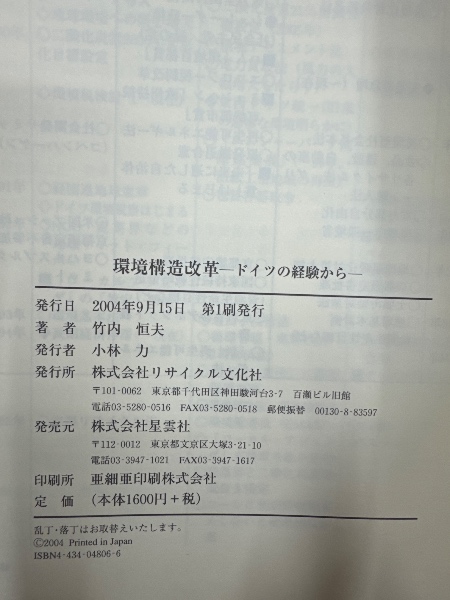 環境構造改革―ドイツの経験から―
発行日 2004年9月15日 第1刷発行
著者 竹内 恒夫
発行者 小林 力
発行所 株式会社リサイクル文化社
〒101-0062 東京都千代田区神田駿河台3-7 百瀬ビル旧館
電話03-5280-0516 FAX03-5280-0518 郵便振替 00130-8-83597
発売元 株式会社星雲社
〒112-0012 東京都文京区大塚3-21-10
電話03-3947-1021 FAX03-3947-1617
印刷所 亜細亜印刷株式会社
定価 (本体1600円+税)
乱丁・落丁はお取替えいたします。
©2004 Printed in Japan
ISBN4-434-04806-6